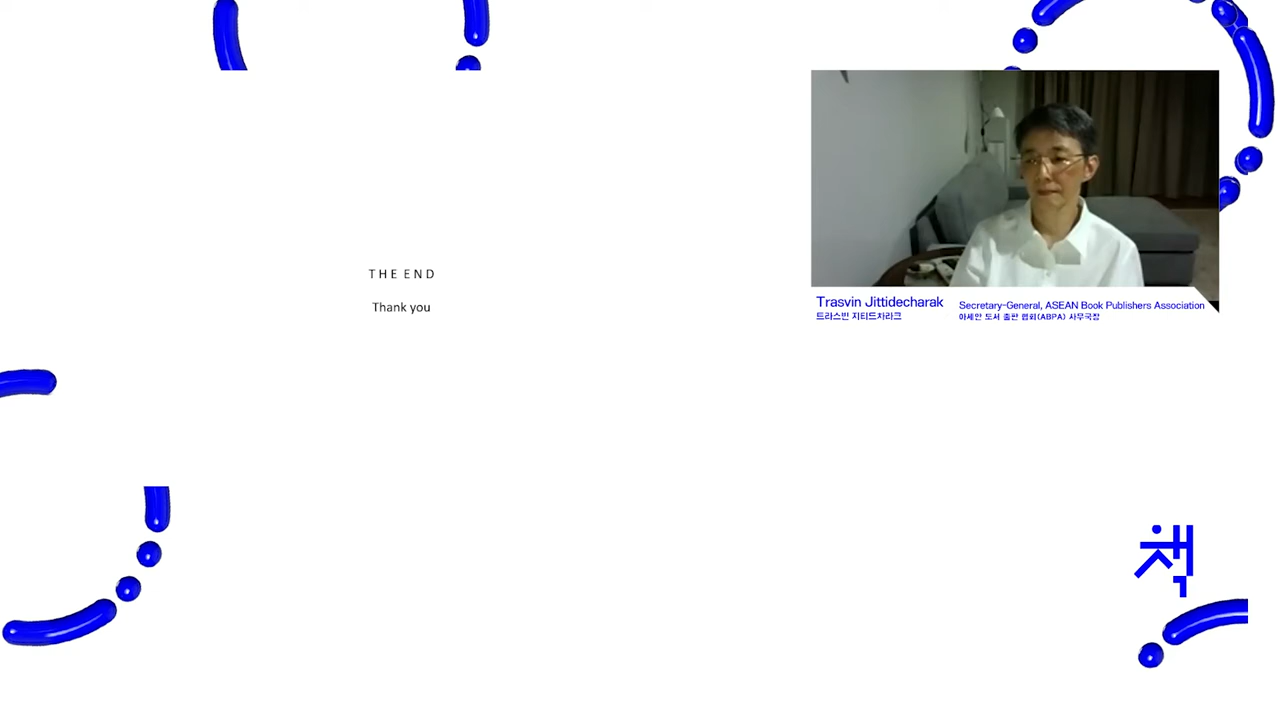 THE END
Thank you
Trasvin Jittidecharak
트라스빈 지티드차라크
Secretary-General, ASEAN Book Publishers Association
아세안 도서 출판 협회(ABPA) 사무국장
책